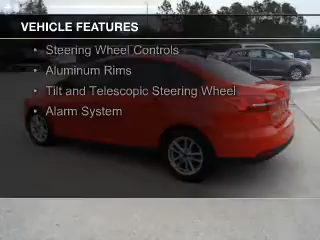 VEHICLE FEATURES
• Steering Wheel Controls
• Aluminum Rims
• Tilt and Telescopic Steering Wheel
• Alarm System